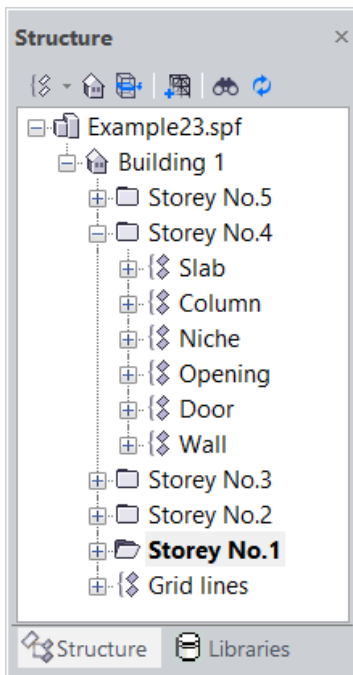 Structure
Example23.spf
Building 1
Storey No.5
Storey No.4
Slab
Column
Niche
Opening
Door
Wall
Storey No.3
Storey No.2
Storey No.1
Grid lines
Structure Libraries